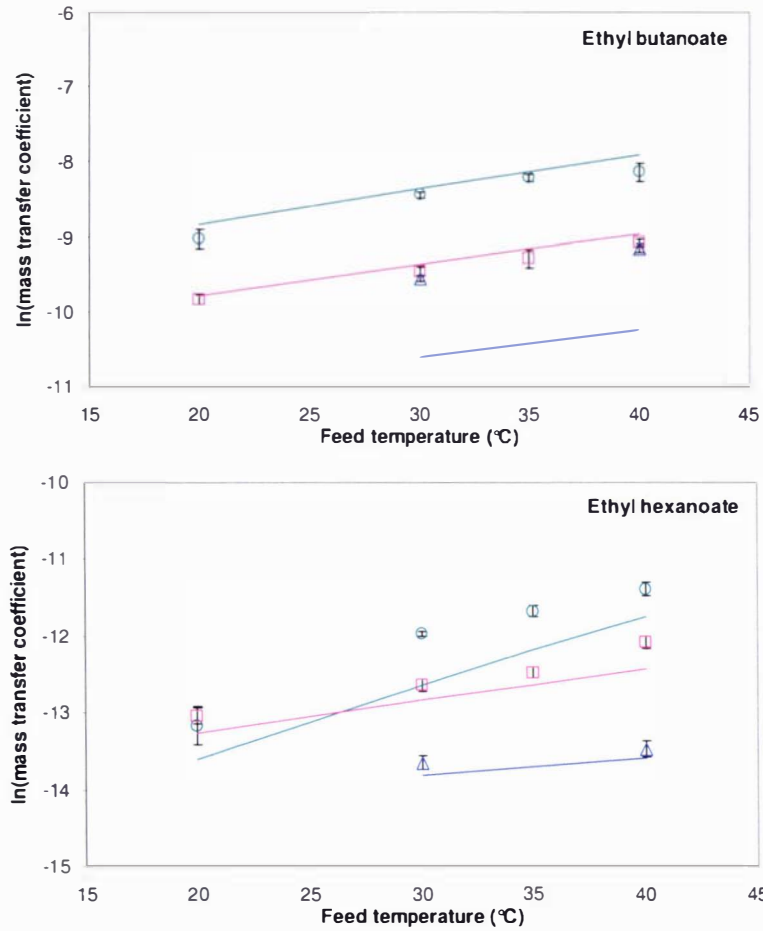 Ethyl butanoate
ln(mass transfer coefficient)
-6
-7
-8
-9
-10
-11
15 20 25 30 35 40 45
Feed temperature (°C)
Ethyl hexanoate
ln(mass transfer coefficient)
-10
-11
-12
-13
-14
-15
15 20 25 30 35 40 45
Feed temperature (°C)